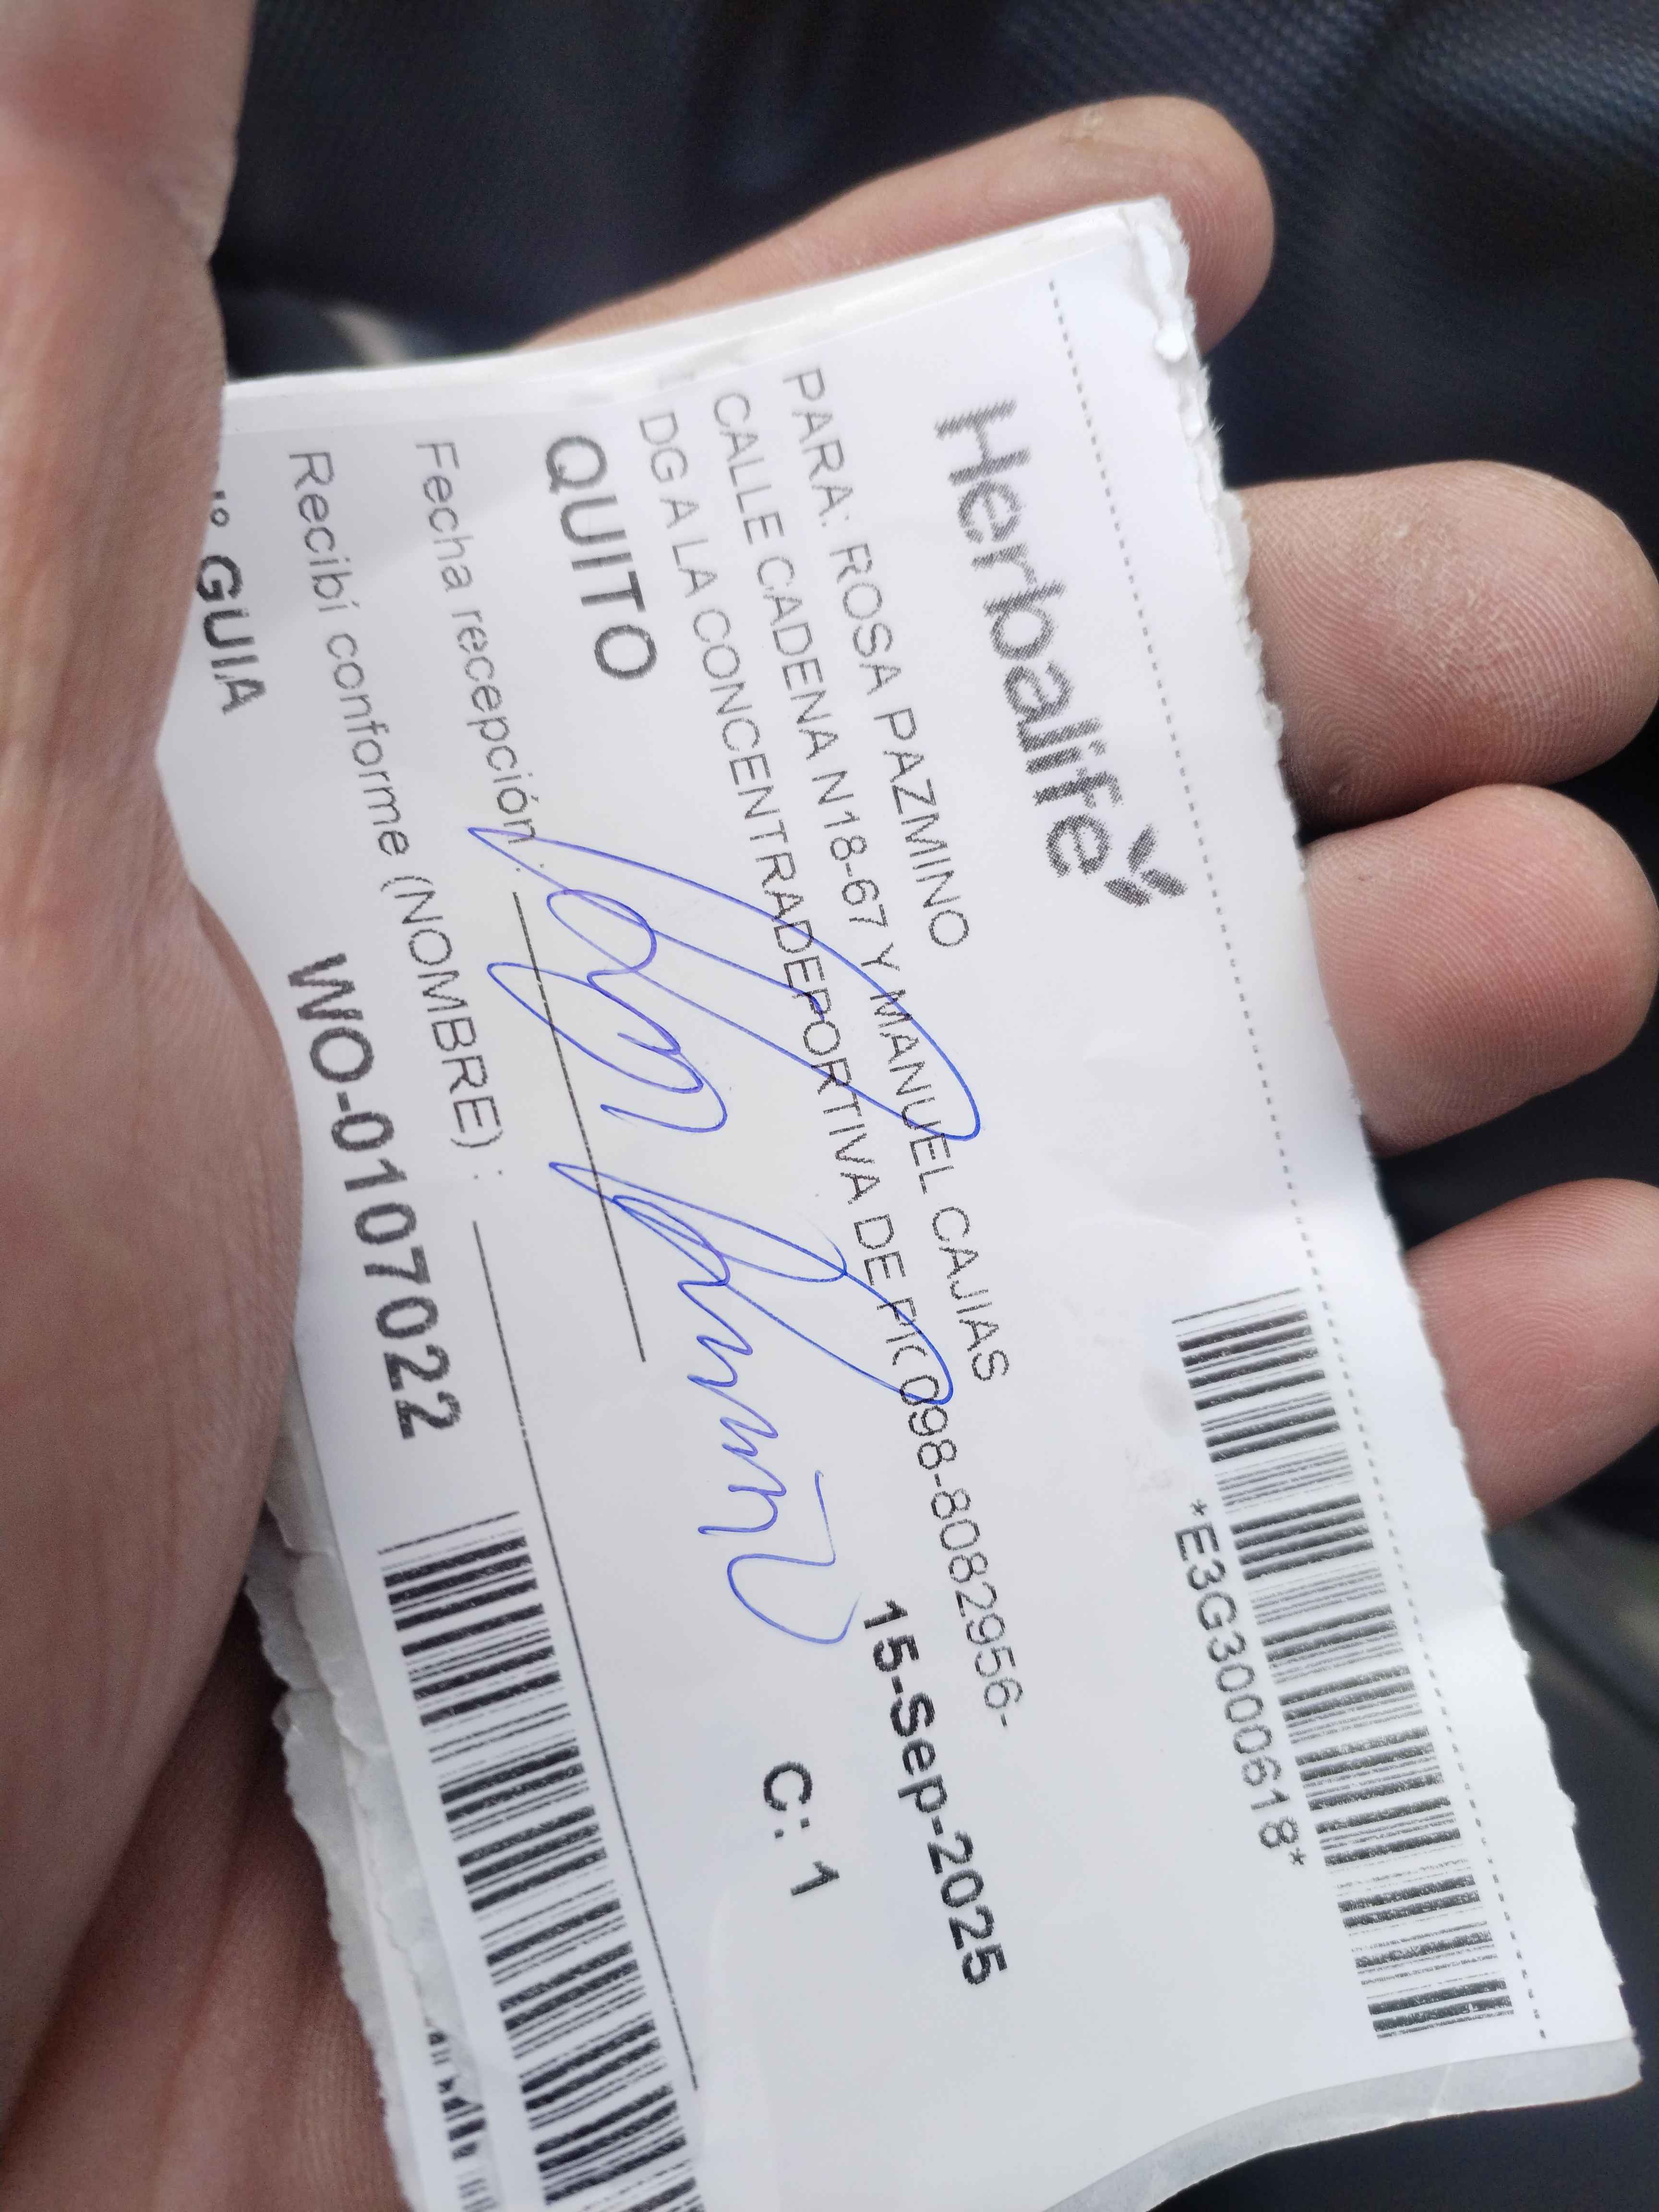 Herbalife
*E3G3000618*
PARA: ROSA PAZMINO
CALLE CADENA N18-67 Y MANUEL CAJIAS
DG A LA CONCENTRADEPORTIVA DE PIC 098-8082956-
QUITO
15-Sep-2025
C: 1
Fecha recepción :
Recibí conforme (NOMBRE) :
º GUIA
WO-0107022